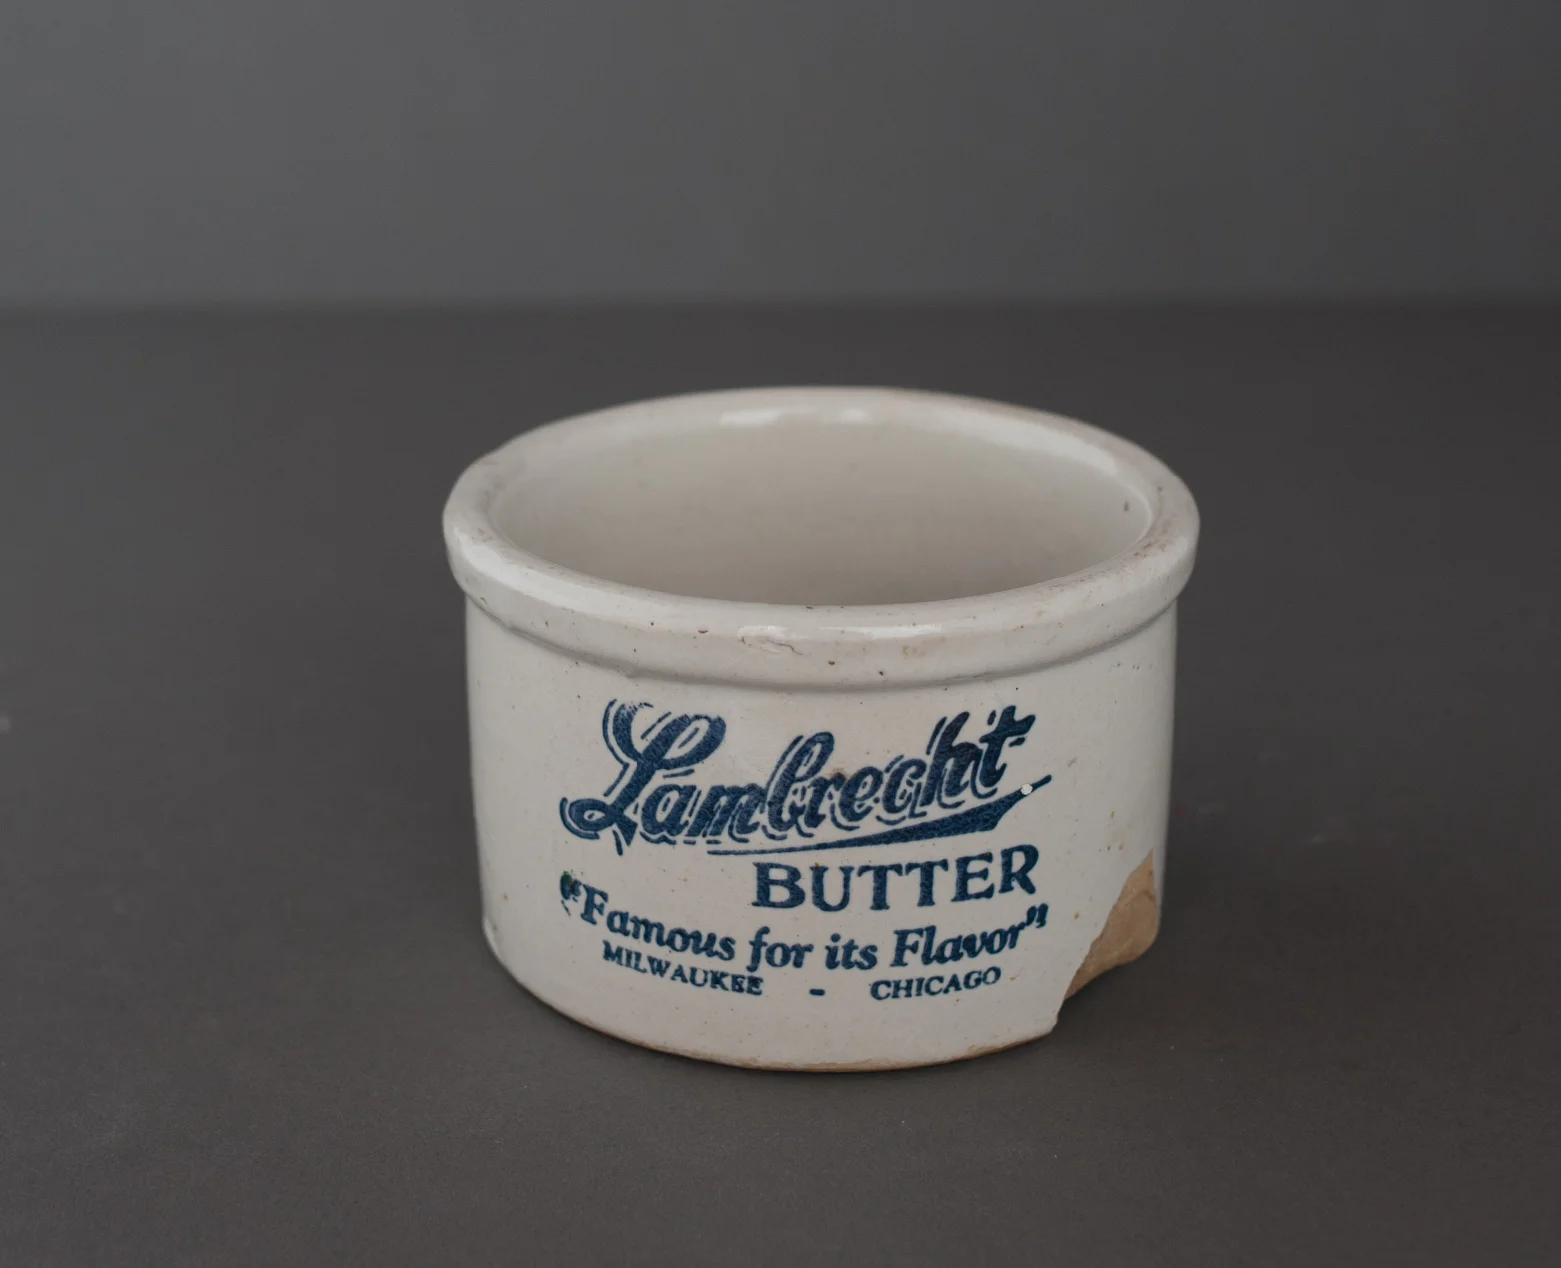 Lambrecht
BUTTER
"Famous for its Flavor"
MILWAUKEE - CHICAGO